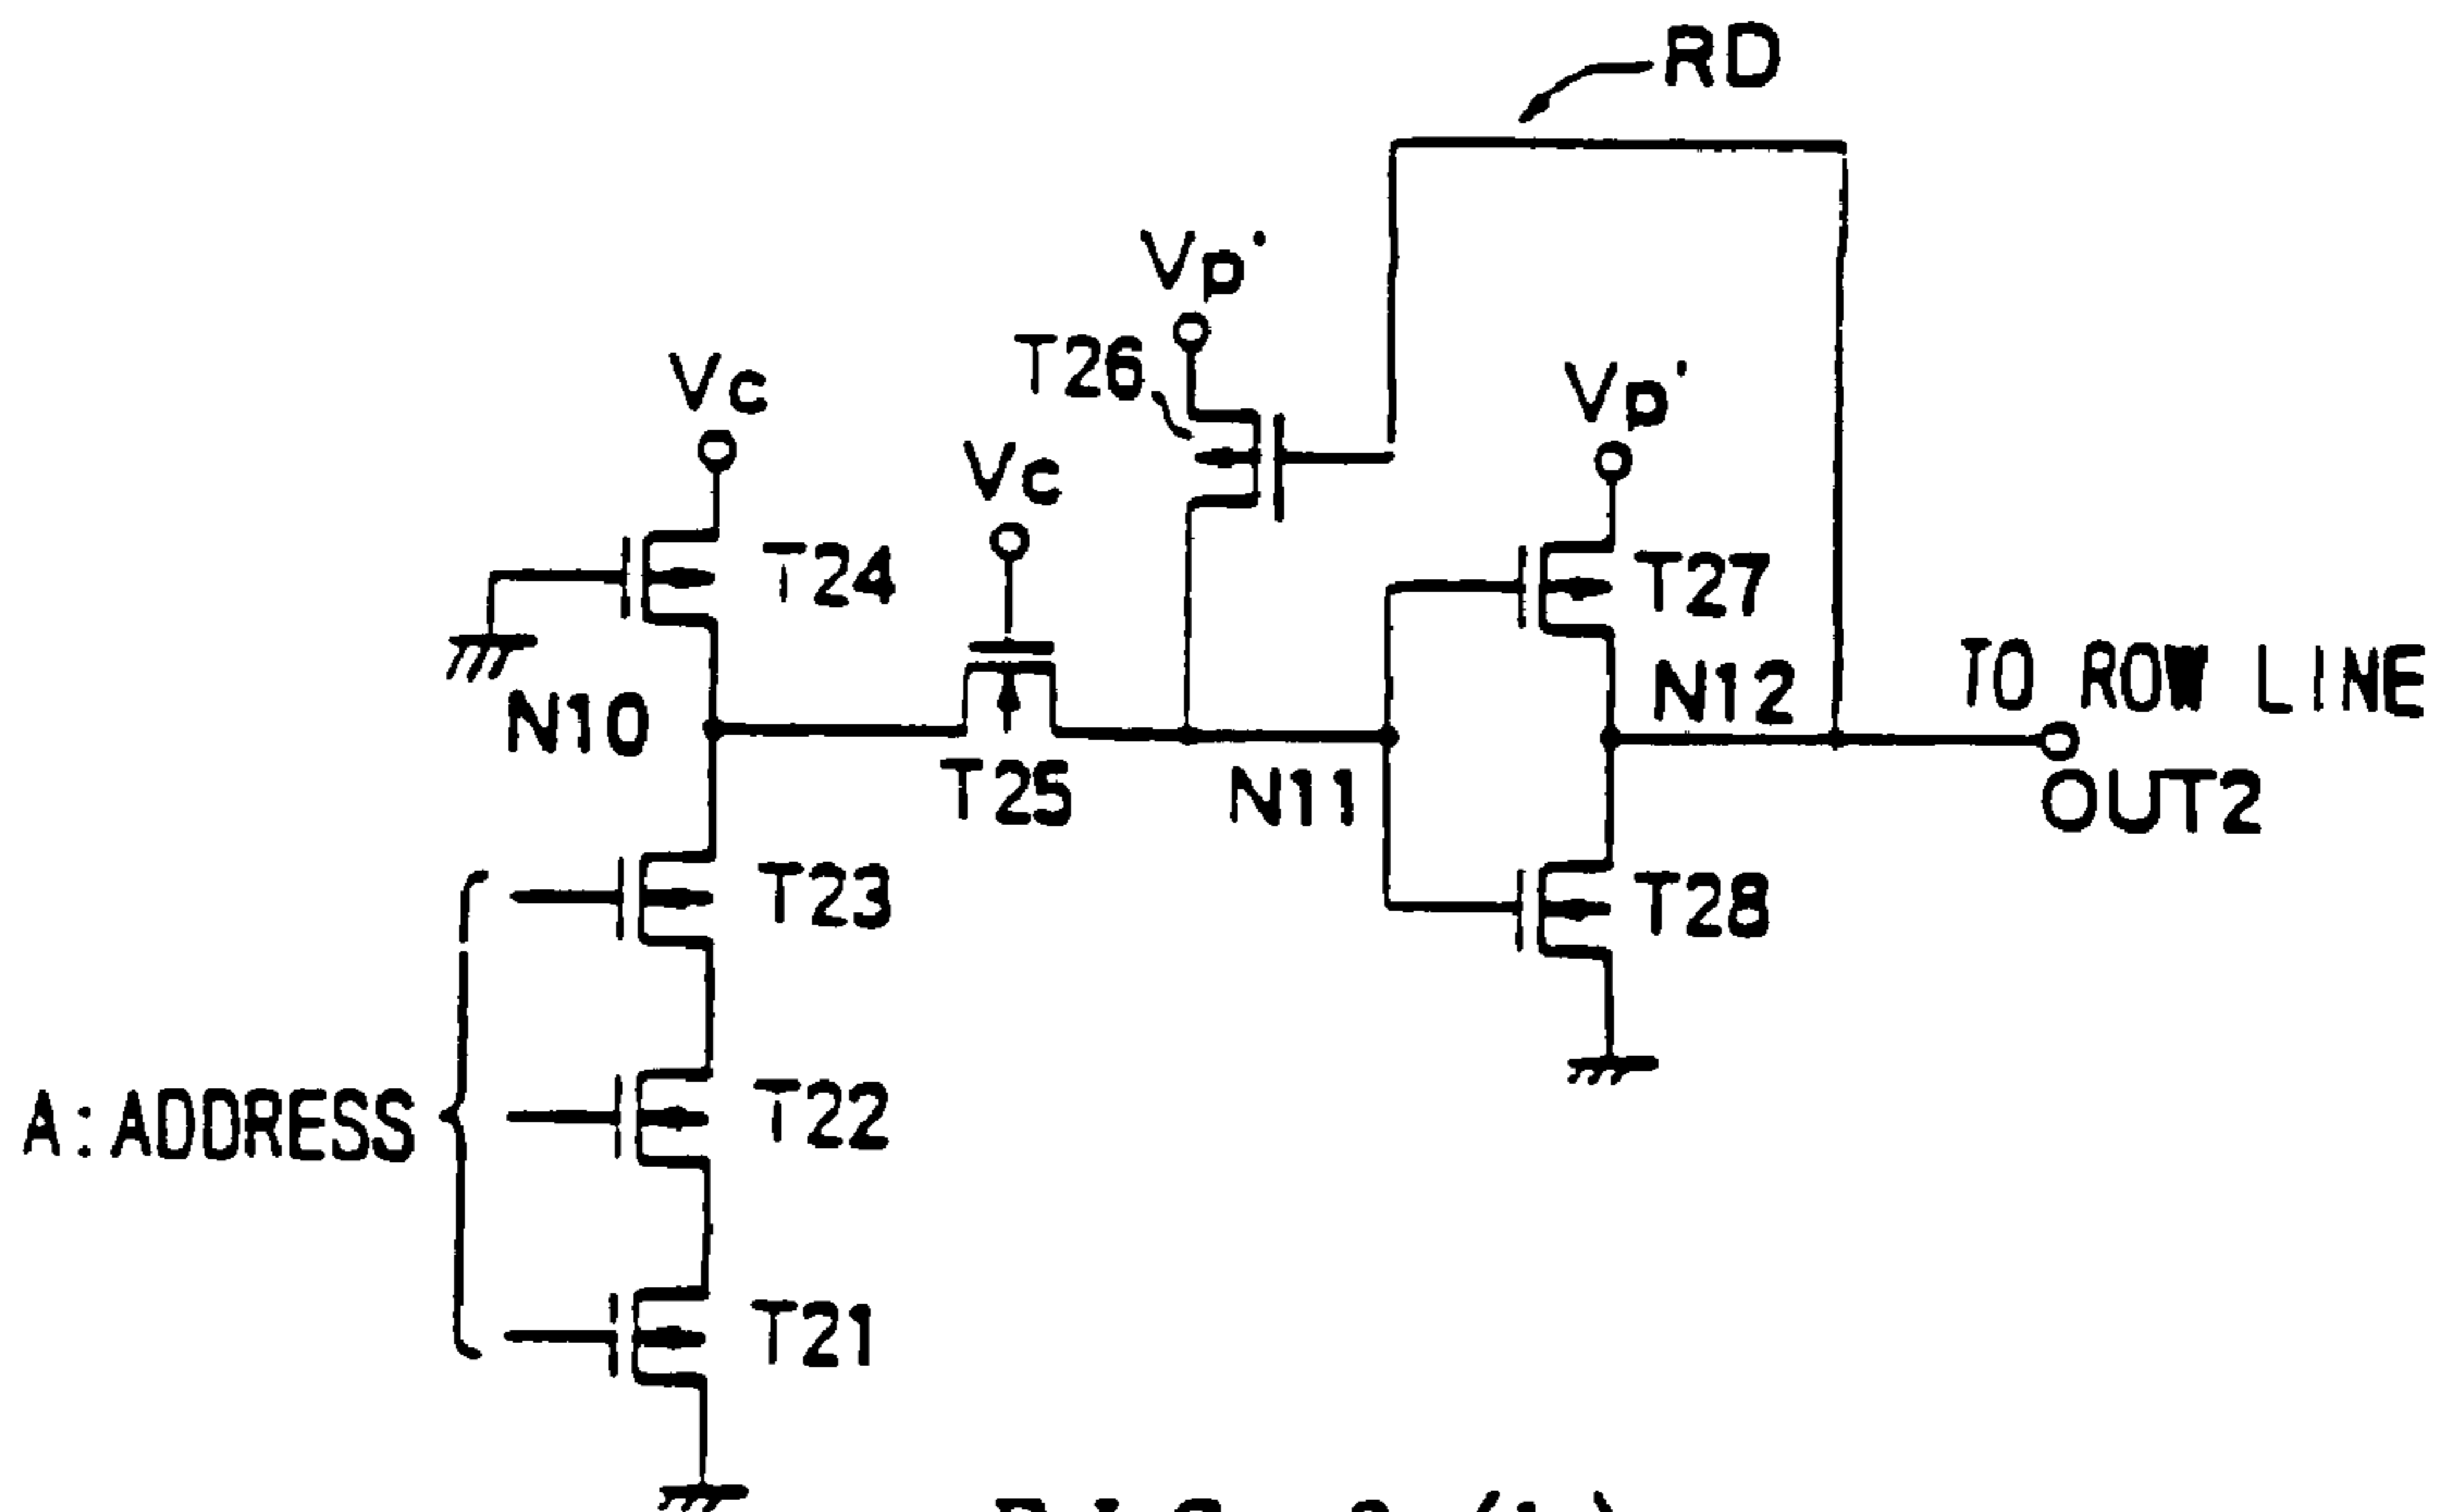 RD
Vp'
T26
Vc
Vp'
Vc
T24
T27
N10
N12
TO ROW LINE
T25
N11
OUT2
T23
T28
A:ADDRESS
T22
T21